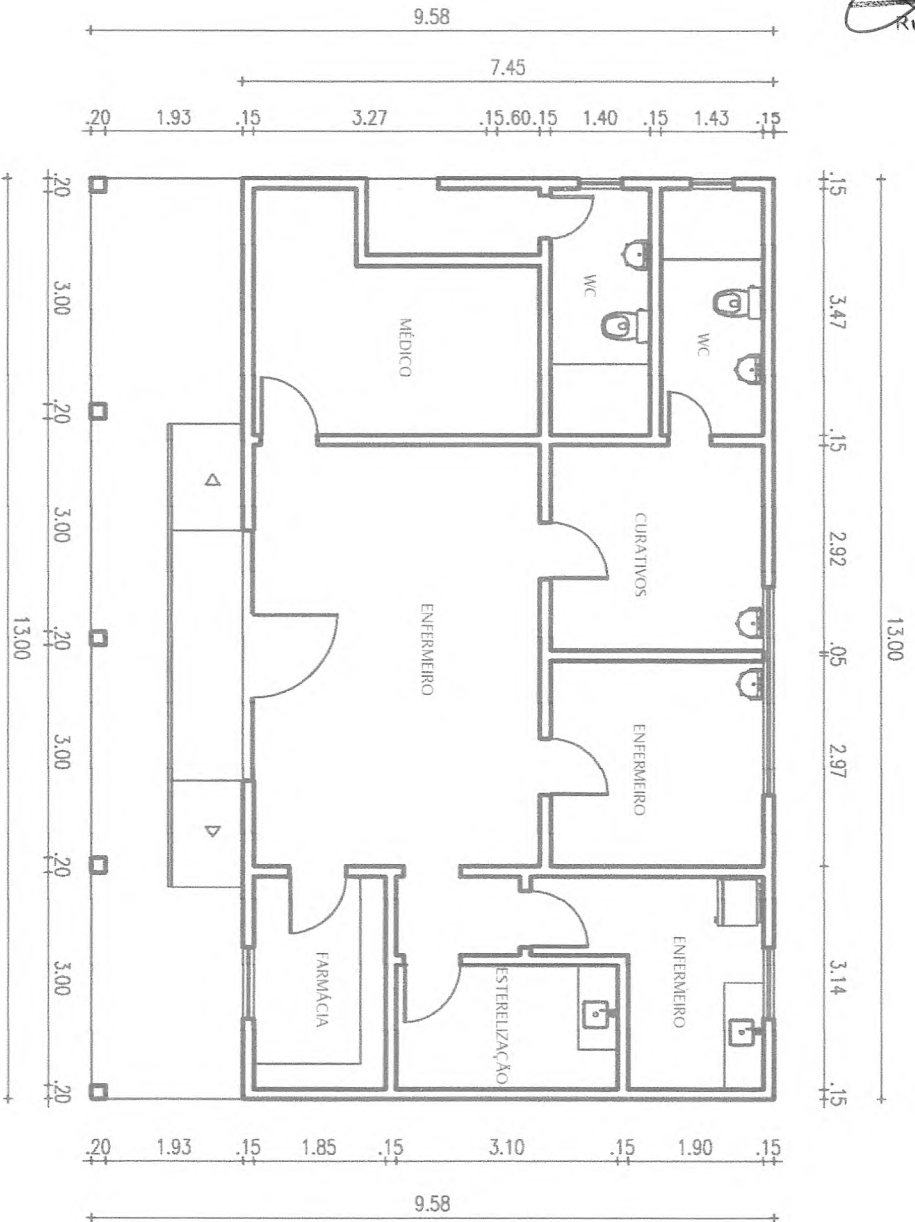 9.58
7.45
.20 1.93 .15 3.27 .15 .60 .15 1.40 .15 1.43 .15
13.00
.20 3.00 .20 3.00 .20 3.00 .20 3.00 .20
.15 3.47 .15 2.92 .05 2.97 3.14 .15
13.00
WC
WC
MÉDICO
CURATIVOS
ENFERMEIRO
ENFERMEIRO
ENFERMEIRO
FARMÁCIA
ESTERELIZAÇÃO
.20 1.93 .15 1.85 .15 3.10 .15 1.90 .15
9.58